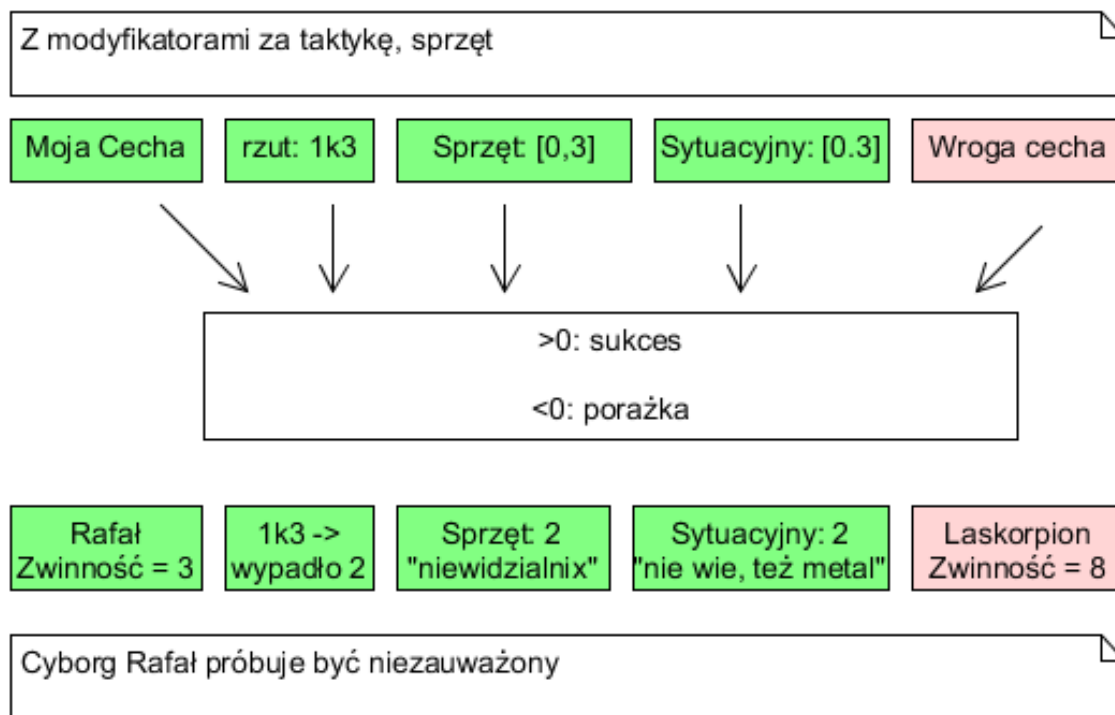 Z modyfikatorami za taktykę, sprzęt
Moja Cecha
rzut: 1k3
Sprzęt: [0,3]
Sytuacyjny: [0.3]
Wroga cecha
>0: sukces
<0: porażka
Rafał
Zwinność = 3
1k3 ->
wypadło 2
Sprzęt: 2
"niewidzialnix"
Sytuacyjny: 2
"nie wie, też metal"
Laskorpion
Zwinność = 8
Cyborg Rafał próbuje być niezauważony